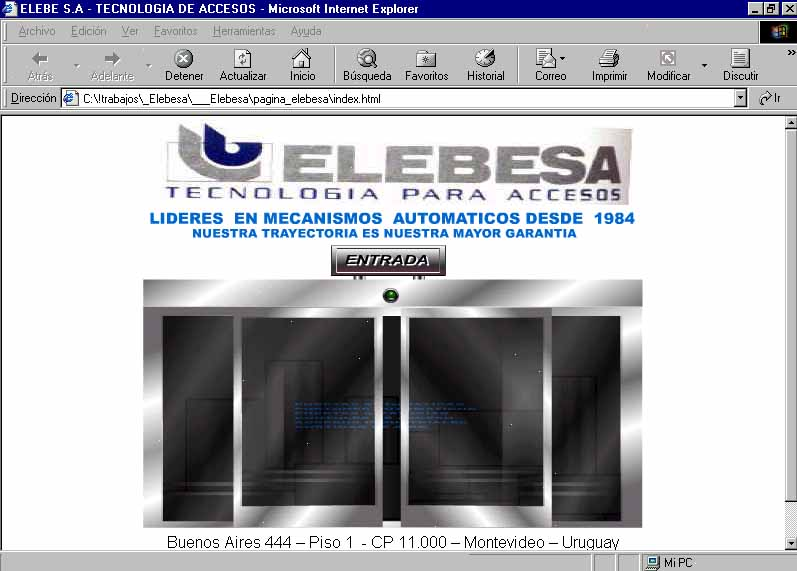 ELEBE S.A - TECNOLOGIA DE ACCESOS - Microsoft Internet Explorer
Archivo Edición Ver Favoritos Herramientas Ayuda
Atrás Adelante Detener Actualizar Inicio Búsqueda Favoritos Historial Correo Imprimir Modificar Discutir
Dirección C:\!trabajos\_Elebesa\___Elebesa\pagina_elebesa\index.html Ir
ELEBESA
TECNOLOGIA PARA ACCESOS
LIDERES EN MECANISMOS AUTOMATICOS DESDE 1984
NUESTRA TRAYECTORIA ES NUESTRA MAYOR GARANTIA
ENTRADA
Buenos Aires 444 – Piso 1 - CP 11.000 – Montevideo – Uruguay
Mi PC